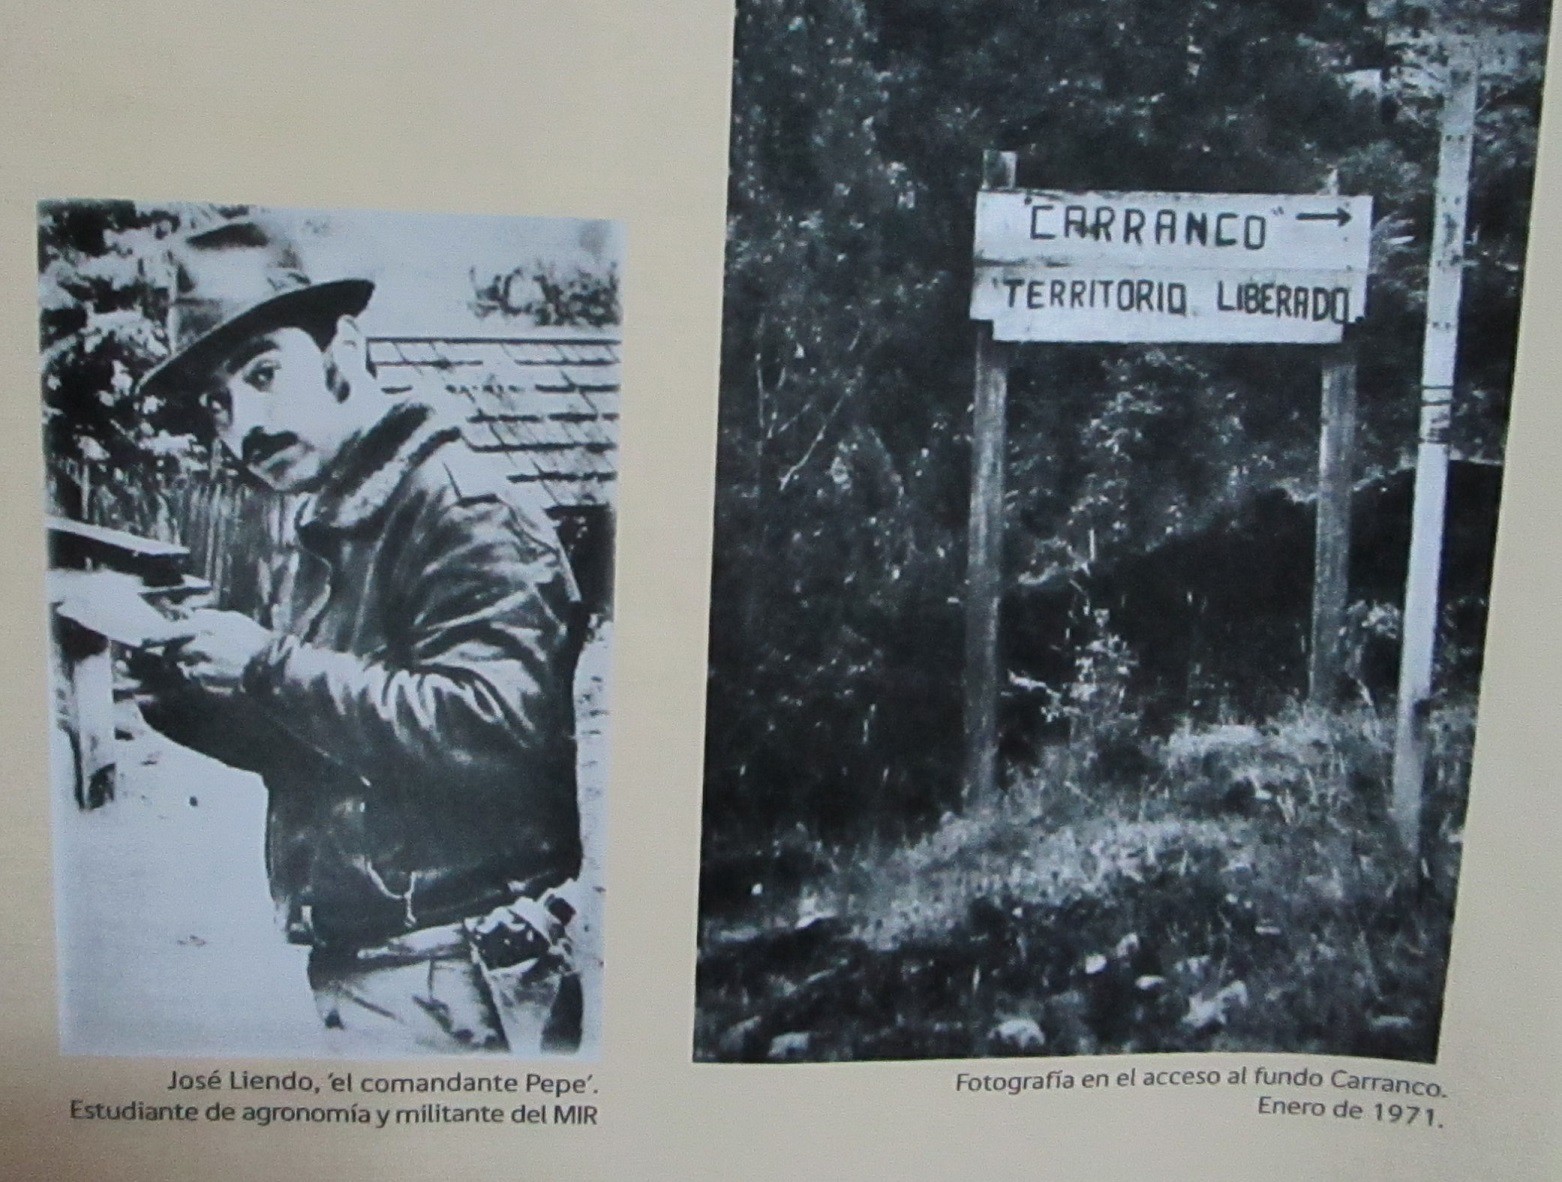 "CARRANCO" →
"TERRITORIO LIBERADO.
José Liendo, 'el comandante Pepe'.
Estudiante de agronomía y militante del MIR
Fotografía en el acceso al fundo Carranco.
Enero de 1971.